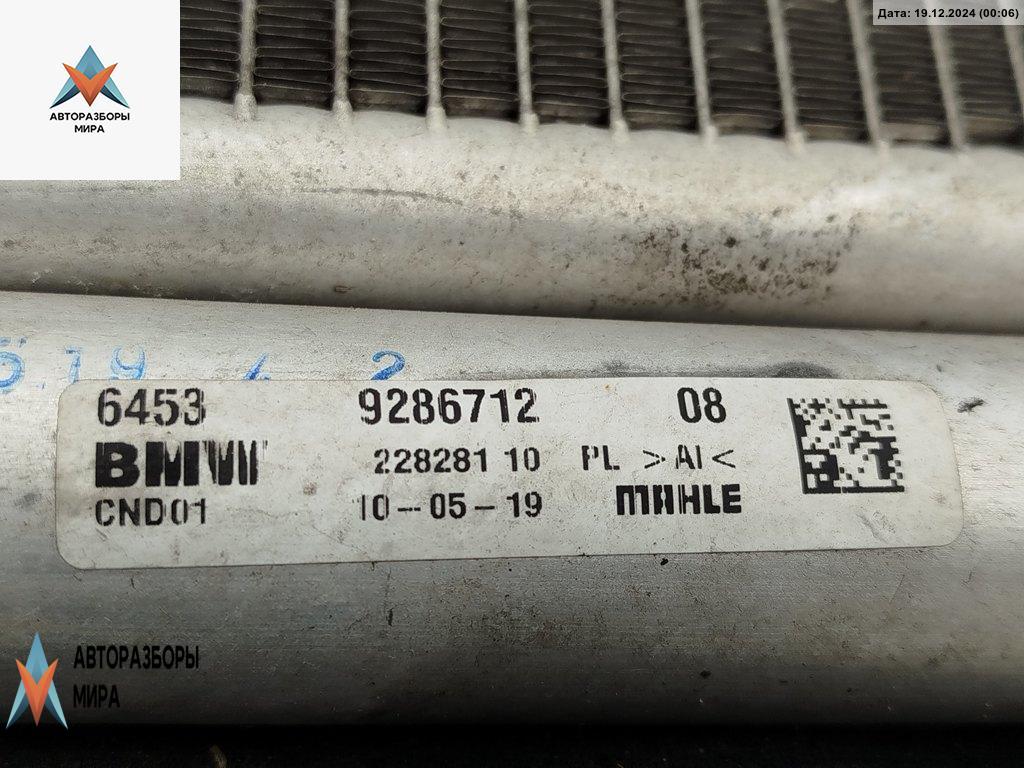 Дата: 19.12.2024 (00:06)
АВТОРАЗБОРЫ
МИРА
6453 9286712 08
BMW 228281 10 PL >Al<
CND01 10-05-19 MAHLE
АВТОРАЗБОРЫ
МИРА